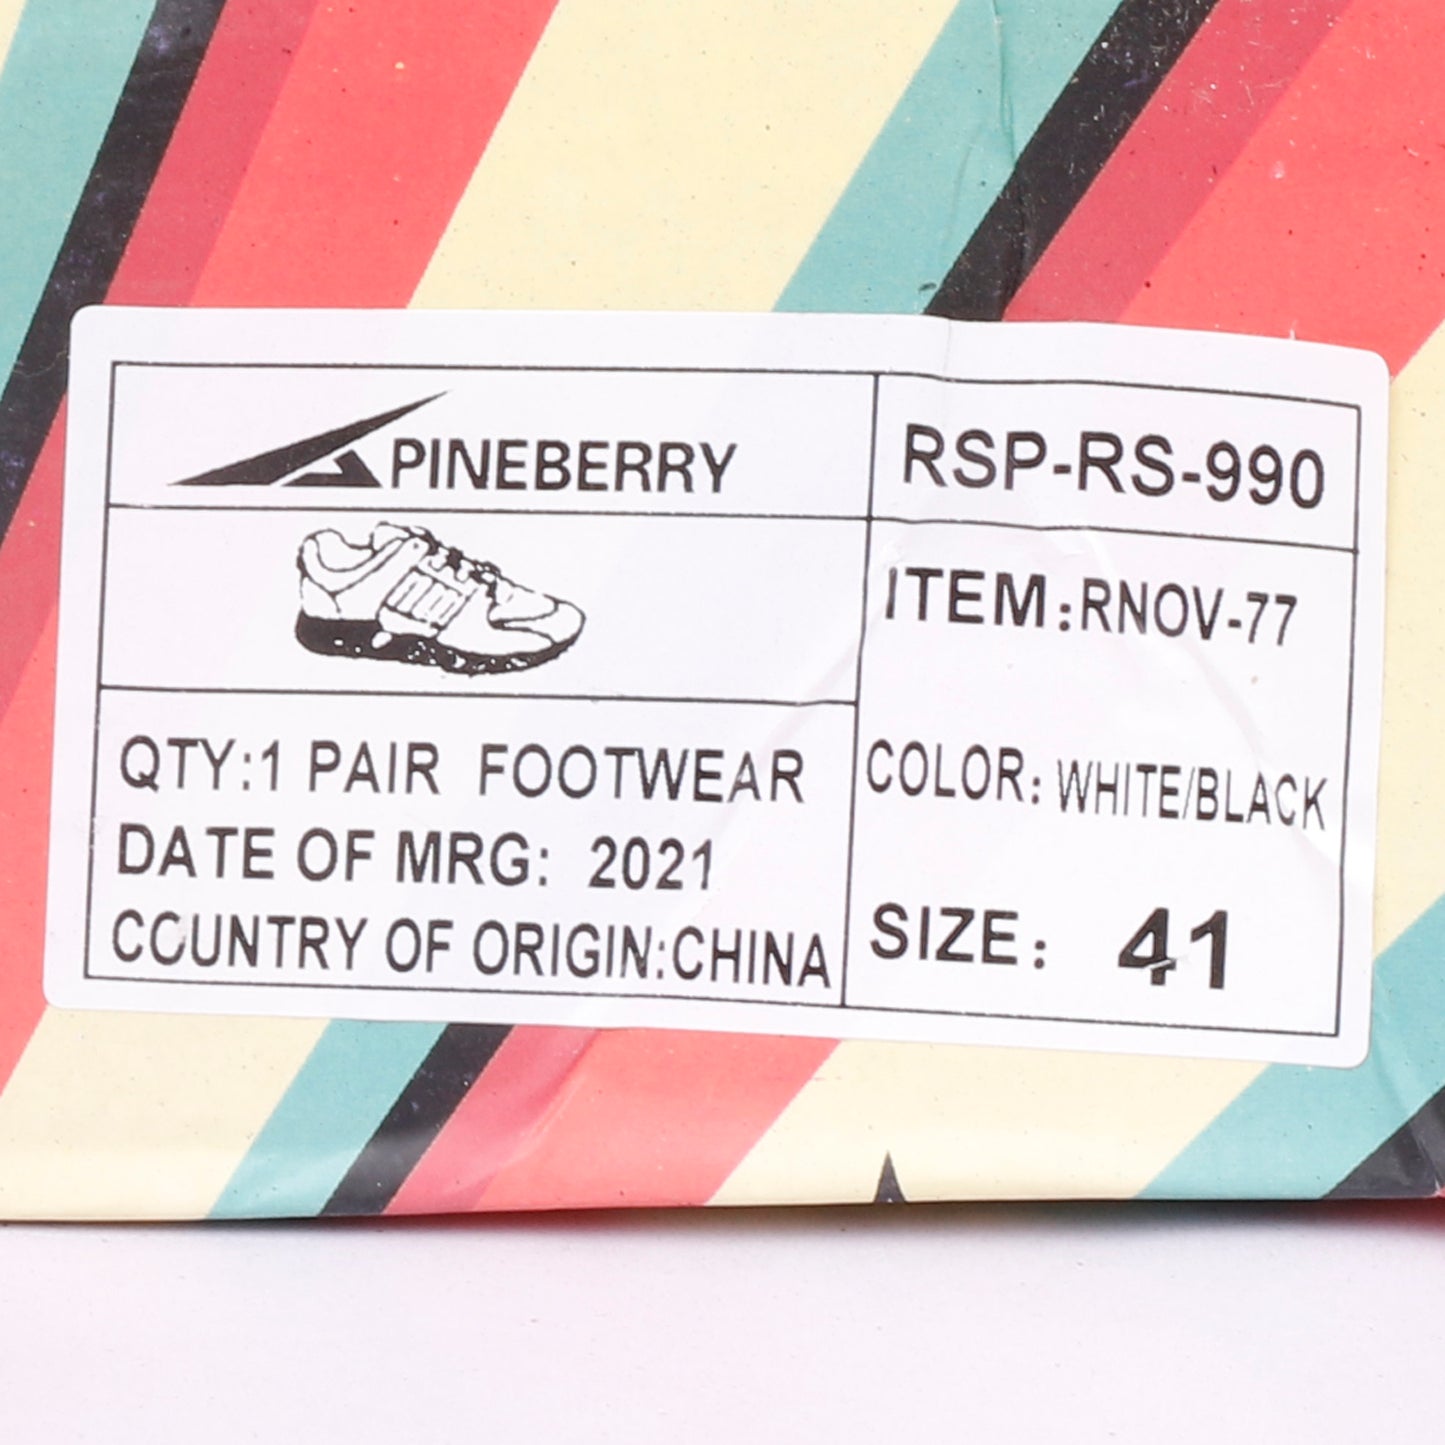 PINEBERRY
RSP-RS-990
ITEM:RNOV-77
COLOR: WHITE/BLACK
SIZE: 41
QTY:1 PAIR FOOTWEAR
DATE OF MRG: 2021
COUNTRY OF ORIGIN:CHINA